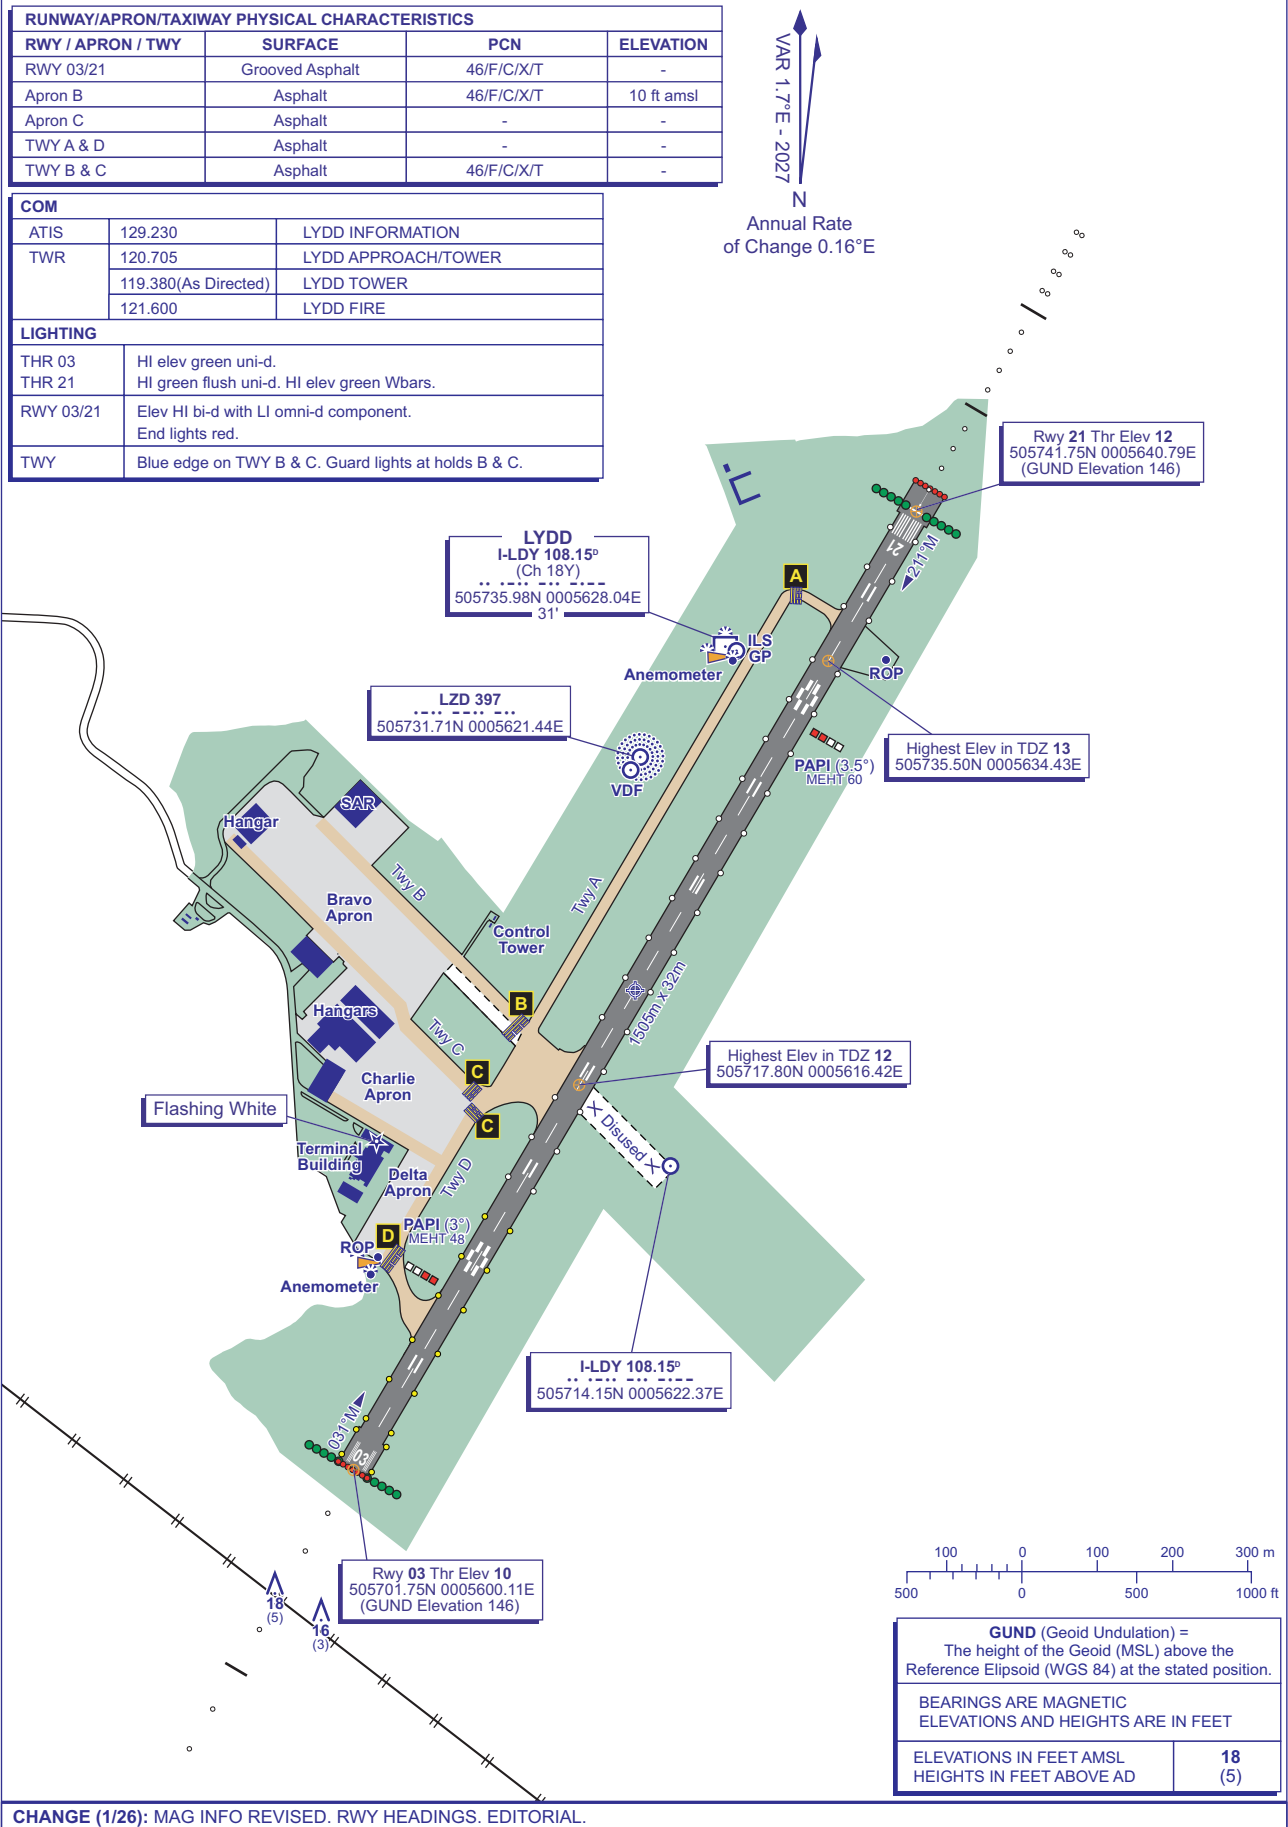 RUNWAY/APRON/TAXIWAY PHYSICAL CHARACTERISTICS
RWY / APRON / TWY SURFACE PCN ELEVATION
RWY 03/21 Grooved Asphalt 46/F/C/X/T -
Apron B Asphalt 46/F/C/X/T 10 ft amsl
Apron C Asphalt - -
TWY A & D Asphalt - -
TWY B & C Asphalt 46/F/C/X/T -
COM
ATIS 129.230 LYDD INFORMATION
TWR 120.705 LYDD APPROACH/TOWER
119.380(As Directed) LYDD TOWER
121.600 LYDD FIRE
LIGHTING
THR 03 HI elev green uni-d.
THR 21 HI green flush uni-d. HI elev green Wbars.
RWY 03/21 Elev HI bi-d with LI omni-d component.
End lights red.
TWY Blue edge on TWY B & C. Guard lights at holds B & C.
VAR 1.7°E - 2027
N
Annual Rate
of Change 0.16°E
Rwy 21 Thr Elev 12
505741.75N 0005640.79E
(GUND Elevation 146)
21
211°M
LYDD
I-LDY 108.15ᴰ
(Ch 18Y)
505735.98N 0005628.04E
31'
A
ILS
GP
Anemometer
ROP
LZD 397
505731.71N 0005621.44E
VDF
Highest Elev in TDZ 13
505735.50N 0005634.43E
PAPI (3.5°)
MEHT 60
SAR
Hangar
Twy B
Twy A
Bravo
Apron
Control
Tower
1505m x 32m
B
Hangars
Twy C
C
Charlie
Apron
C
Highest Elev in TDZ 12
505717.80N 0005616.42E
Flashing White
X Disused X
Terminal
Building
Delta
Apron
Twy D
D
PAPI (3°)
MEHT 48
ROP
Anemometer
I-LDY 108.15ᴰ
505714.15N 0005622.37E
031°M
03
Rwy 03 Thr Elev 10
505701.75N 0005600.11E
(GUND Elevation 146)
18
(5)
16
(3)
100 0 100 200 300 m
500 0 500 1000 ft
GUND (Geoid Undulation) =
The height of the Geoid (MSL) above the
Reference Elipsoid (WGS 84) at the stated position.
BEARINGS ARE MAGNETIC
ELEVATIONS AND HEIGHTS ARE IN FEET
ELEVATIONS IN FEET AMSL 18
HEIGHTS IN FEET ABOVE AD (5)
CHANGE (1/26): MAG INFO REVISED. RWY HEADINGS. EDITORIAL.